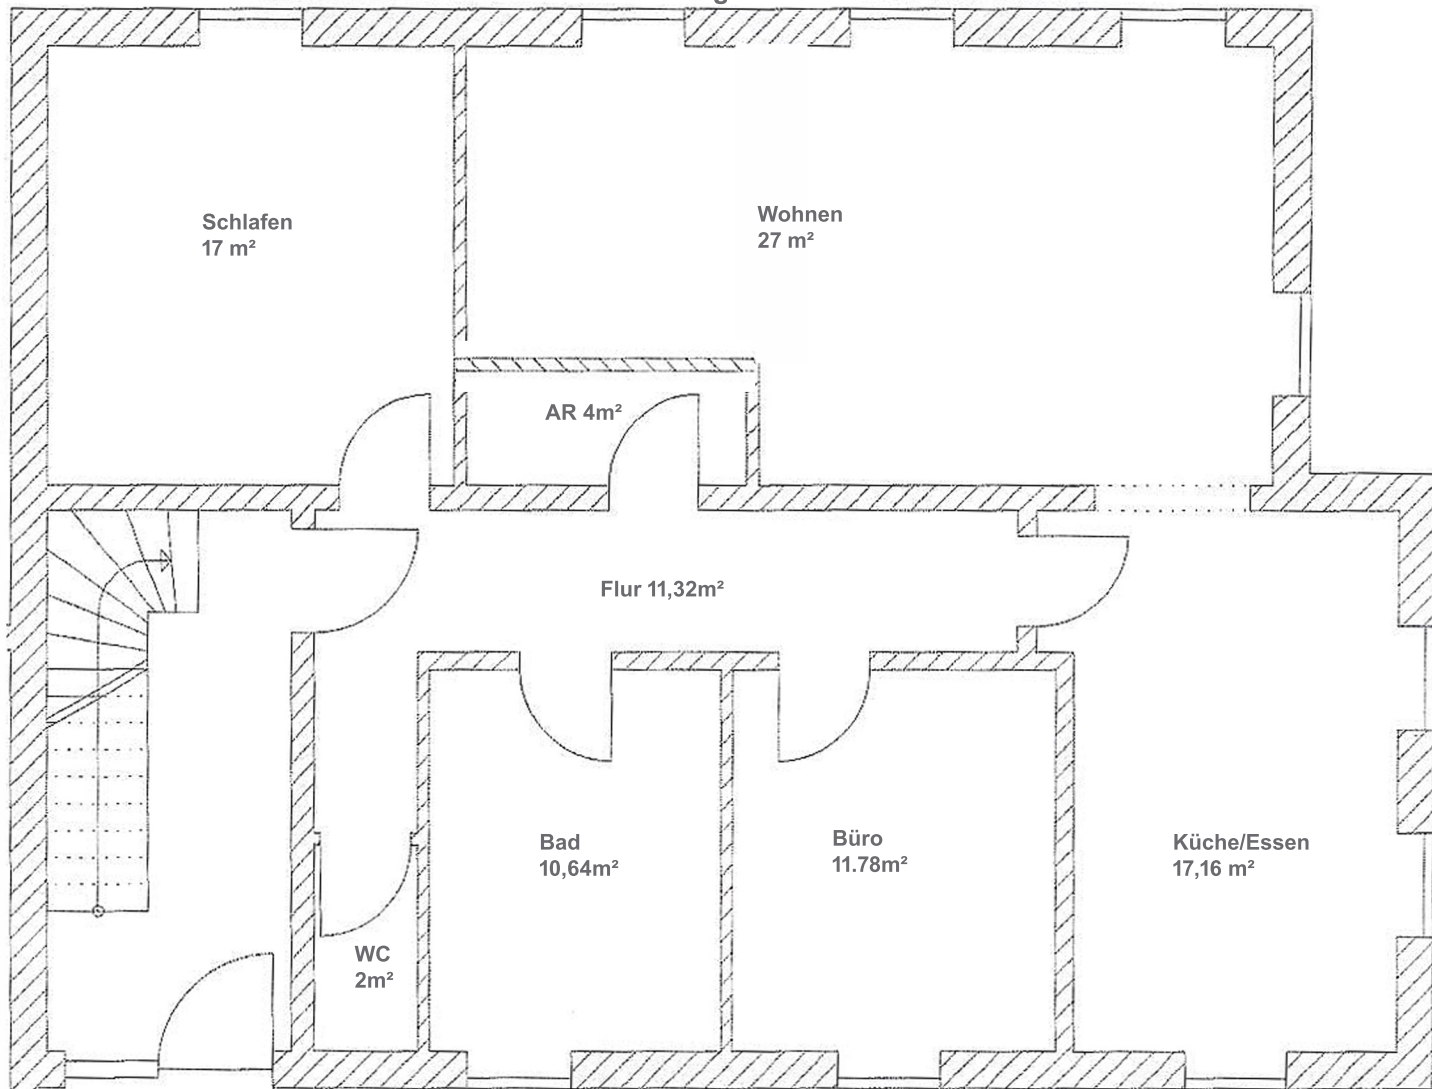 Schlafen
17 m²
Wohnen
27 m²
AR 4m²
Flur 11,32m²
Bad
10,64m²
Büro
11.78m²
Küche/Essen
17,16 m²
WC
2m²